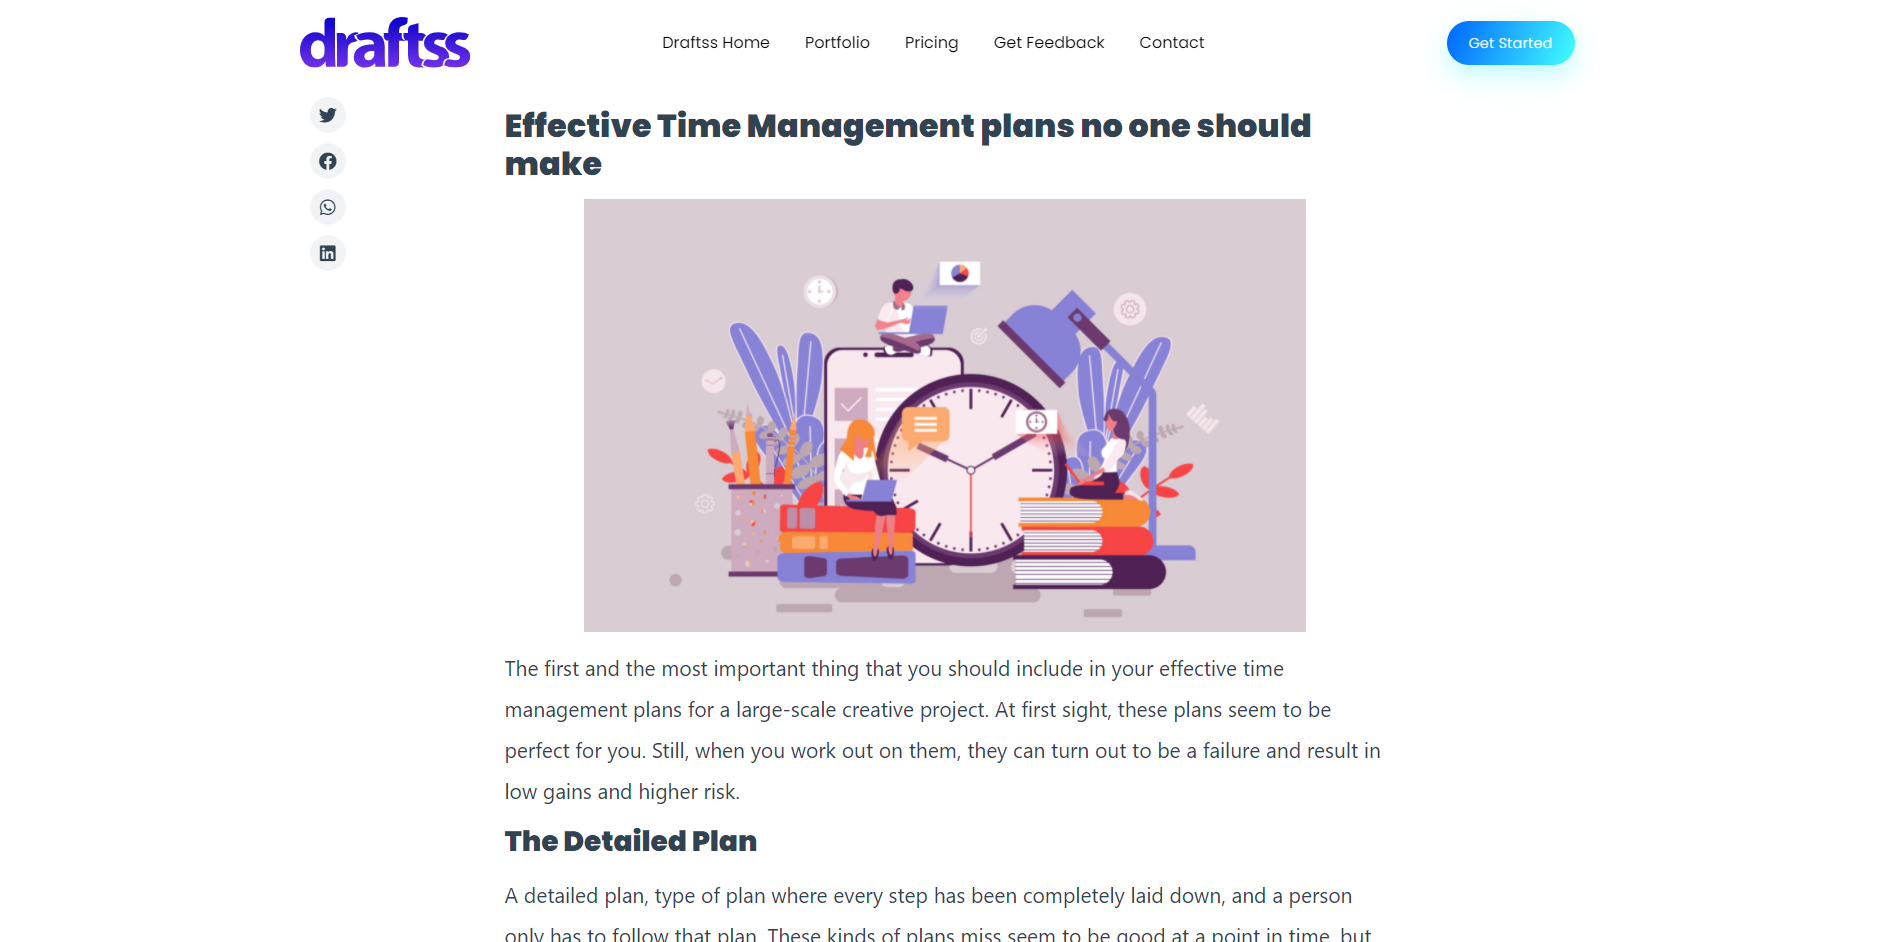 draftss
Draftss Home
Portfolio
Pricing
Get Feedback
Contact
Get Started
Effective Time Management plans no one should
make
The first and the most important thing that you should include in your effective time
management plans for a large-scale creative project. At first sight, these plans seem to be
perfect for you. Still, when you work out on them, they can turn out to be a failure and result in
low gains and higher risk.
The Detailed Plan
A detailed plan, type of plan where every step has been completely laid down, and a person
only has to follow that plan. These kinds of plans miss seem to be good at a point in time, but